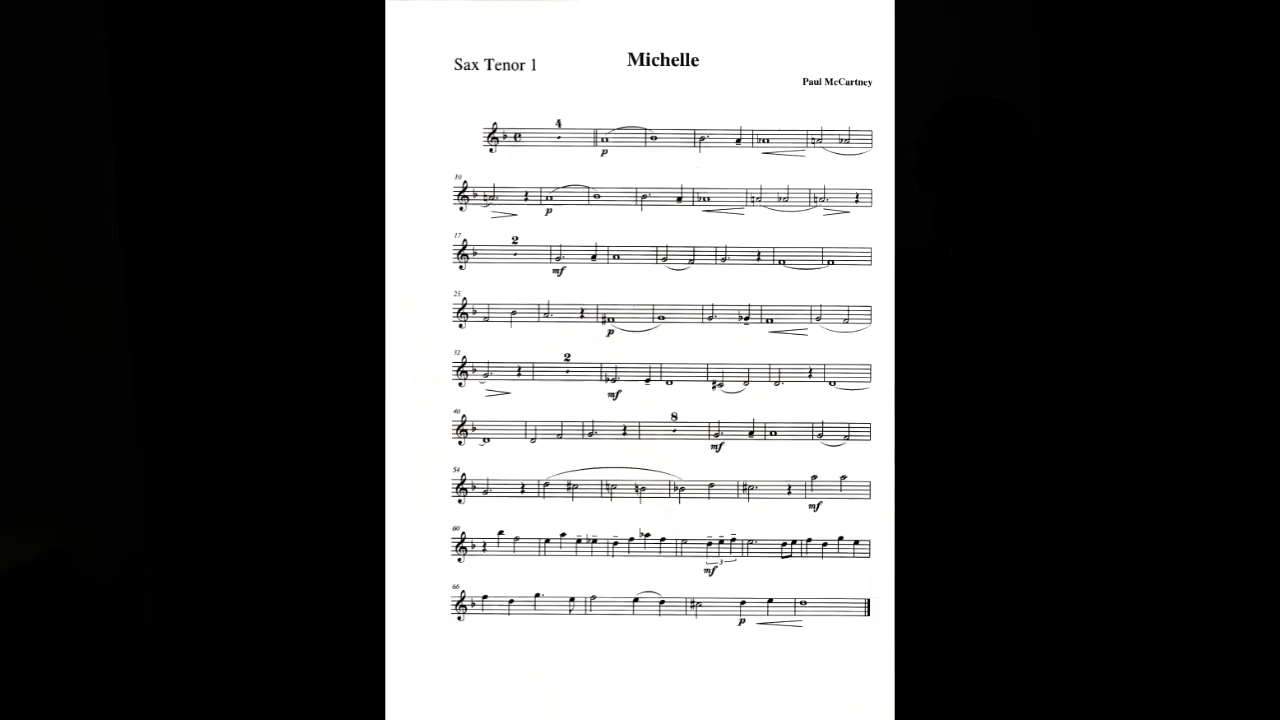 Sax Tenor 1
Michelle
Paul McCartney
4
p
10
p
17
2
mf
25
p
32
2
mf
40
8
mf
54
mf
60
3
mf
66
p